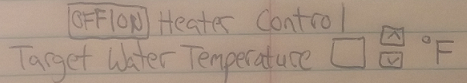 OFF|ON Heater Control
Target Water Temperature °F